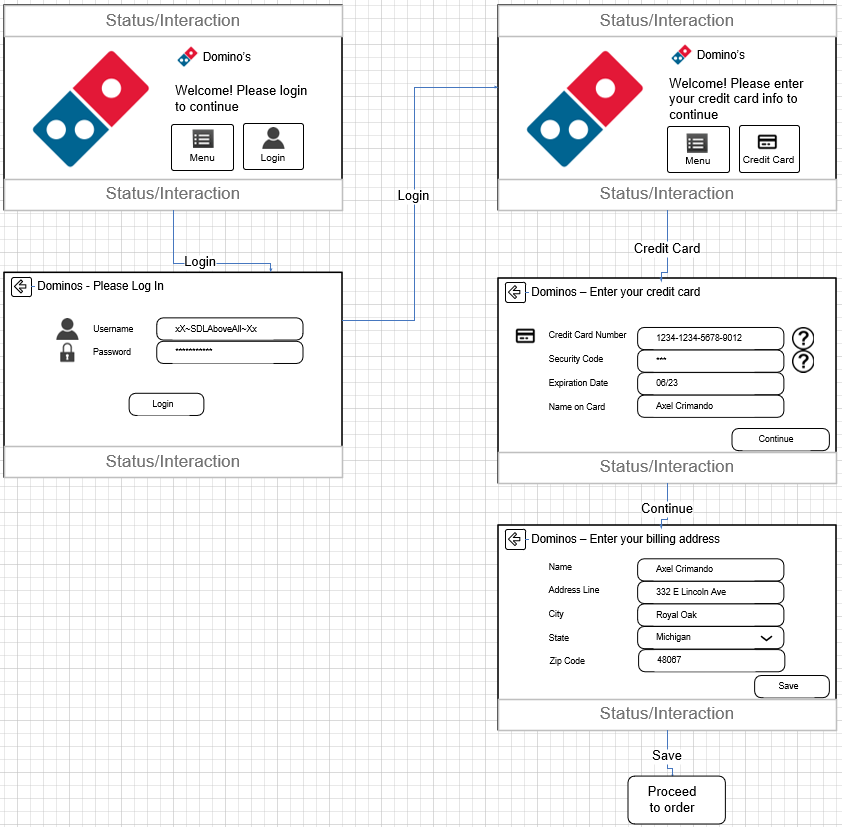 Status/Interaction
Domino's
Welcome! Please login
to continue
Menu
Login
Status/Interaction
Login
Dominos - Please Log In
Username
xX~SDLAboveAll~Xx
Password
***********
Login
Status/Interaction
Login
Status/Interaction
Domino's
Welcome! Please enter
your credit card info to
continue
Menu
Credit Card
Status/Interaction
Credit Card
Dominos – Enter your credit card
Credit Card Number
1234-1234-5678-9012
?
Security Code
***
?
Expiration Date
06/23
Name on Card
Axel Crimando
Continue
Status/Interaction
Continue
Dominos – Enter your billing address
Name
Axel Crimando
Address Line
332 E Lincoln Ave
City
Royal Oak
State
Michigan
Zip Code
48067
Save
Status/Interaction
Save
Proceed
to order